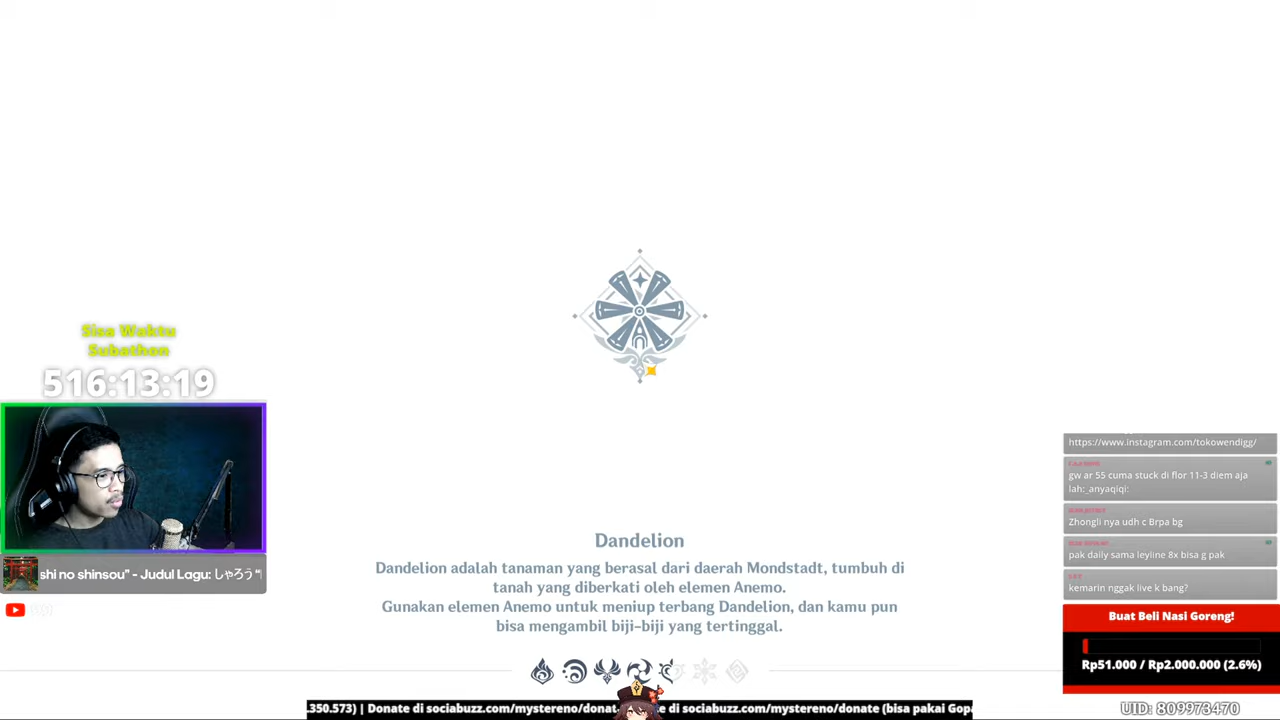 Sisa Waktu
Subathon
516:13:19
shi no shinsou" - Judul Lagu: しゃろう "
Dandelion
Dandelion adalah tanaman yang berasal dari daerah Mondstadt, tumbuh di
tanah yang diberkati oleh elemen Anemo.
Gunakan elemen Anemo untuk meniup terbang Dandelion, dan kamu pun
bisa mengambil biji-biji yang tertinggal.
https://www.instagram.com/tokowendigg/
gw ar 55 cuma stuck di flor 11-3 diem aja
lah:_anyaqiqi:
Zhongli nya udh c Brpa bg
pak daily sama leyline 8x bisa g pak
kemarin nggak live k bang?
Buat Beli Nasi Goreng!
Rp51.000 / Rp2.000.000 (2.6%)
.350.573) | Donate di sociabuzz.com/mystereno/donat
e di sociabuzz.com/mystereno/donate (bisa pakai Gopa
UID: 809973470